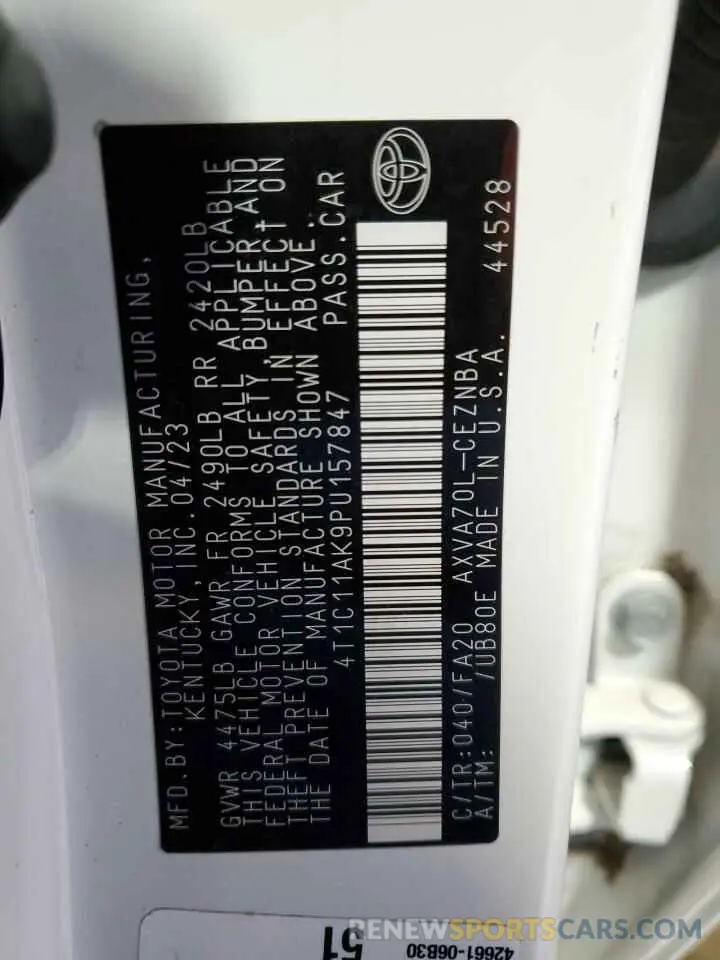 MFD.BY:TOYOTA MOTOR MANUFACTURING,
KENTUCKY, INC. 04/23
GVWR 4475LB GAWR FR 2490LB RR 2420LB
THIS VEHICLE CONFORMS TO ALL APPLICABLE
FEDERAL MOTOR VEHICLE SAFETY, BUMPER, AND
THEFT PREVENTION STANDARDS IN EFFECT ON
THE DATE OF MANUFACTURE SHOWN ABOVE.
4T1C11AK9PU157847 PASS.CAR
C/TR:040/FA20 AXVA70L-CEZNBA 44528
A/TM: /UB80E MADE IN U.S.A.
42661-06B30
51
RENEWSPORTSCARS.COM